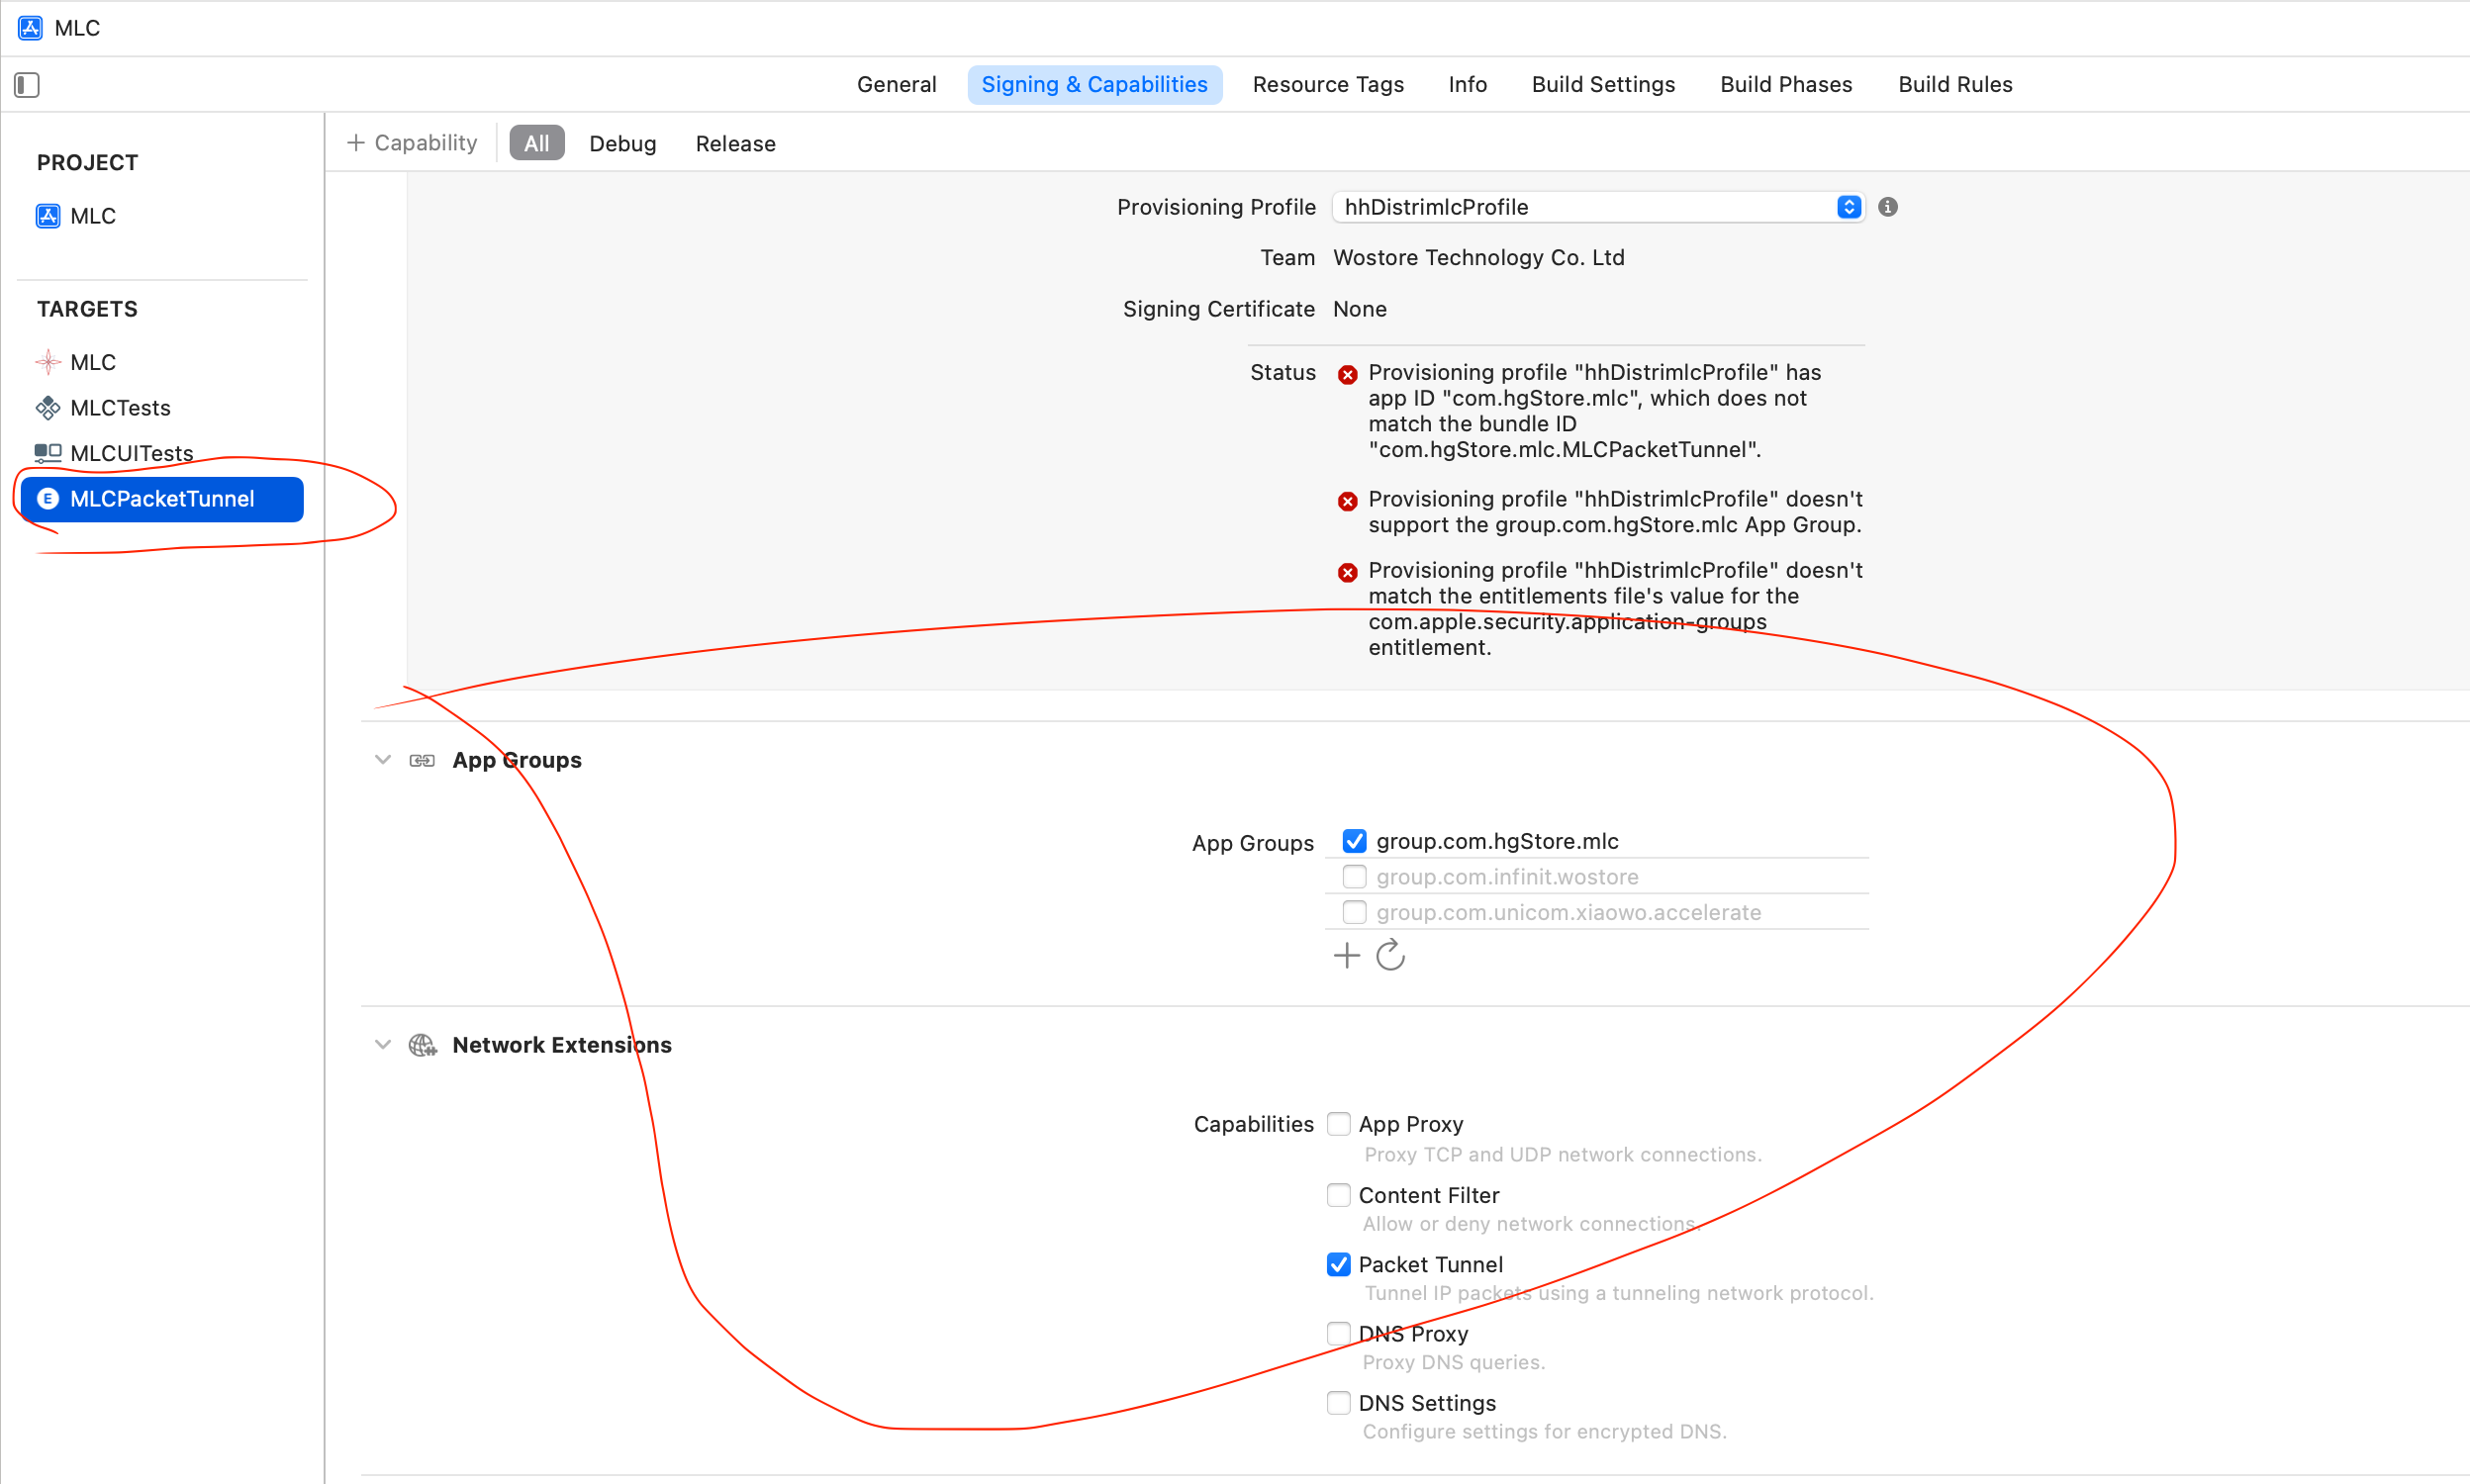 MLC
General Signing & Capabilities Resource Tags Info Build Settings Build Phases Build Rules
+ Capability All Debug Release
PROJECT
MLC
TARGETS
MLC
MLCTests
MLCUITests
MLCPacketTunnel
Provisioning Profile hhDistrimlcProfile
Team Wostore Technology Co. Ltd
Signing Certificate None
Status Provisioning profile "hhDistrimlcProfile" has
app ID "com.hgStore.mlc", which does not
match the bundle ID
"com.hgStore.mlc.MLCPacketTunnel".
Provisioning profile "hhDistrimlcProfile" doesn't
support the group.com.hgStore.mlc App Group.
Provisioning profile "hhDistrimlcProfile" doesn't
match the entitlements file's value for the
com.apple.security.application-groups
entitlement.
App Groups
App Groups group.com.hgStore.mlc
group.com.infinit.wostore
group.com.unicom.xiaowo.accelerate
Network Extensions
Capabilities App Proxy
Proxy TCP and UDP network connections.
Content Filter
Allow or deny network connections.
Packet Tunnel
Tunnel IP packets using a tunneling network protocol.
DNS Proxy
Proxy DNS queries.
DNS Settings
Configure settings for encrypted DNS.